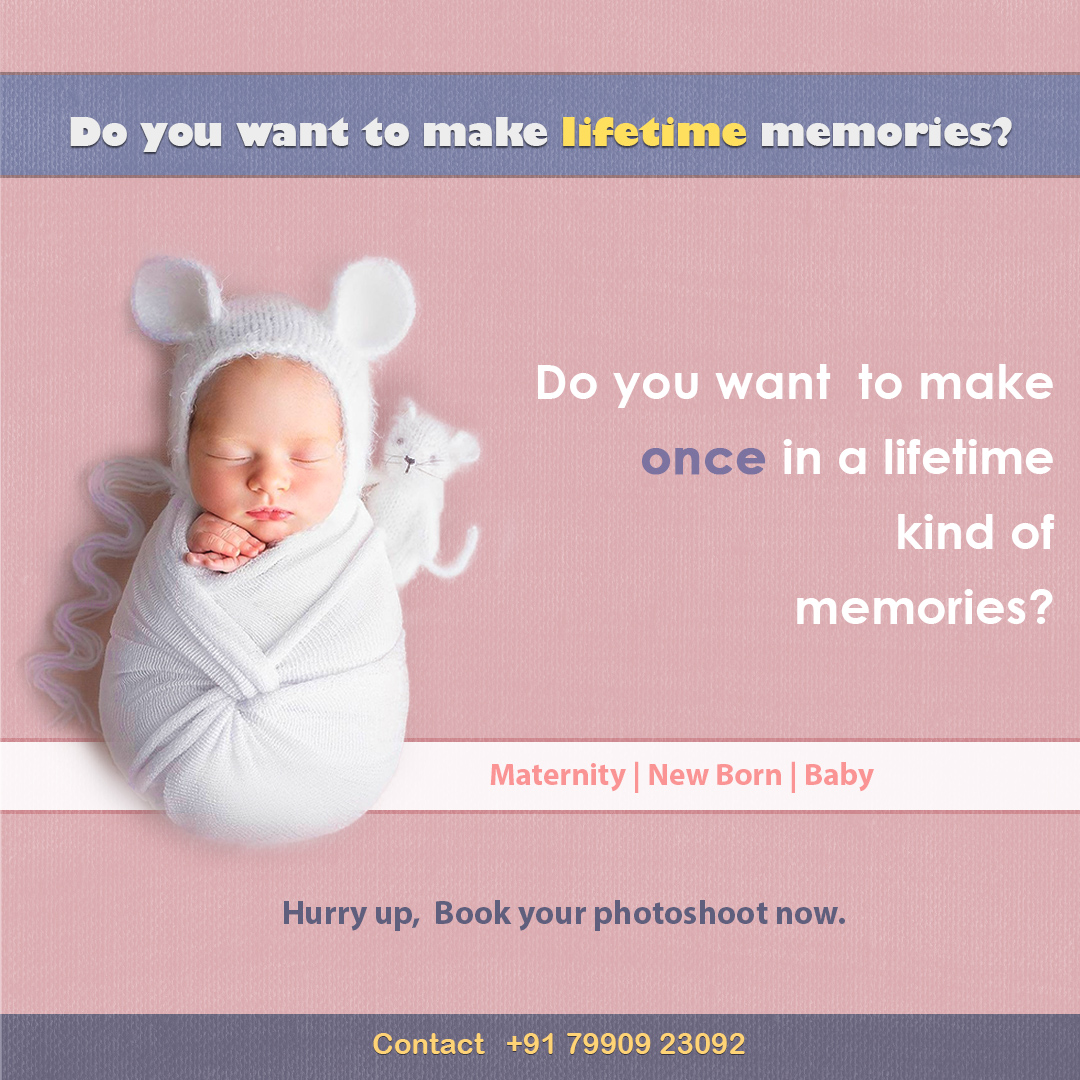 Do you want to make lifetime memories?
Do you want to make
once in a lifetime
kind of
memories?
Maternity | New Born | Baby
Hurry up, Book your photoshoot now.
Contact +91 79909 23092